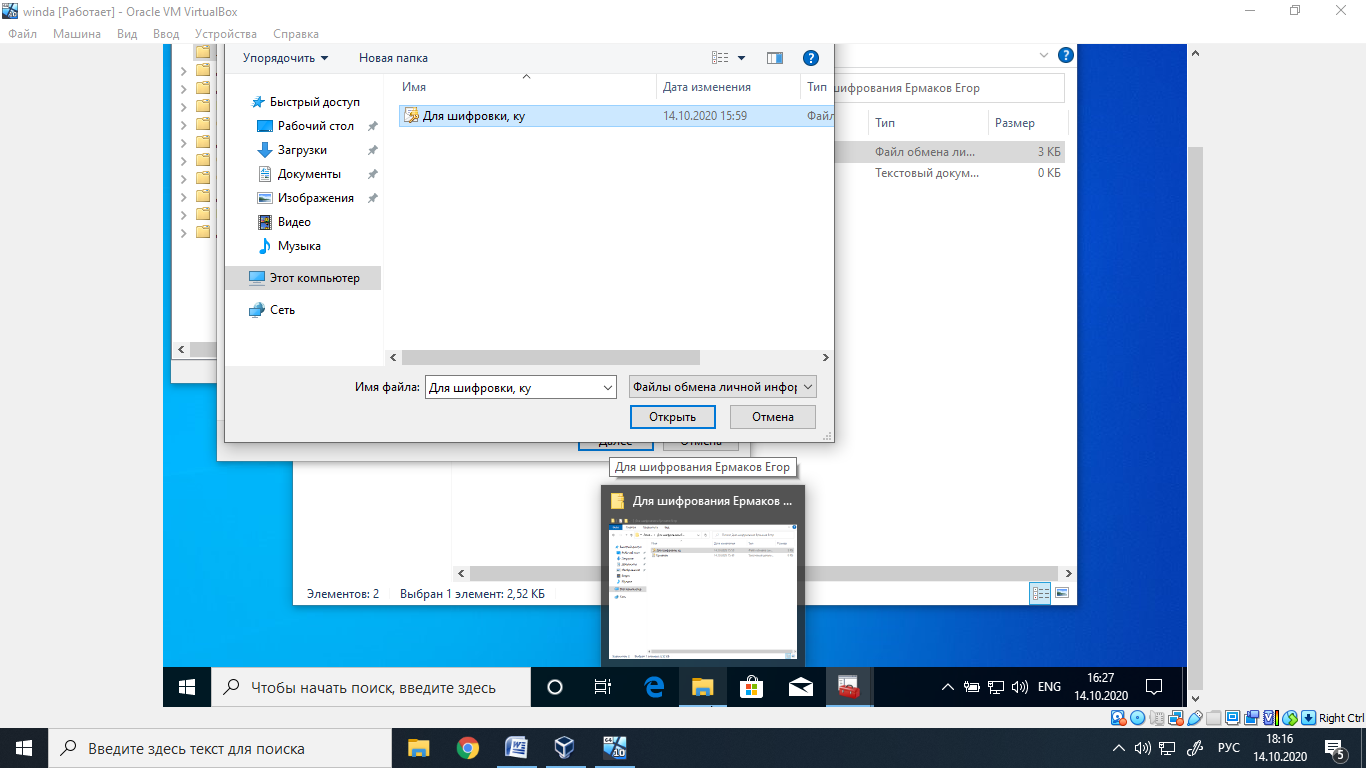 winda [Работает] - Oracle VM VirtualBox
Файл Машина Вид Ввод Устройства Справка
Упорядочить Новая папка
Имя Дата изменения Тип
Быстрый доступ
Рабочий стол
Загрузки
Документы
Изображения
Видео
Музыка
Этот компьютер
Сеть
Для шифровки, ку 14.10.2020 15:59 Файл
ифрования Ермаков Егор
Тип Размер
Файл обмена ли... 3 КБ
Текстовый докум... 0 КБ
Имя файла: Для шифровки, ку Файлы обмена личной инфор
Открыть Отмена
Далее Отмена
Для шифрования Ермаков Егор
Для шифрования Ермаков ...
Элементов: 2 Выбран 1 элемент: 2,52 КБ
Чтобы начать поиск, введите здесь
ENG
16:27
14.10.2020
Right Ctrl
Введите здесь текст для поиска
РУС
18:16
14.10.2020
5